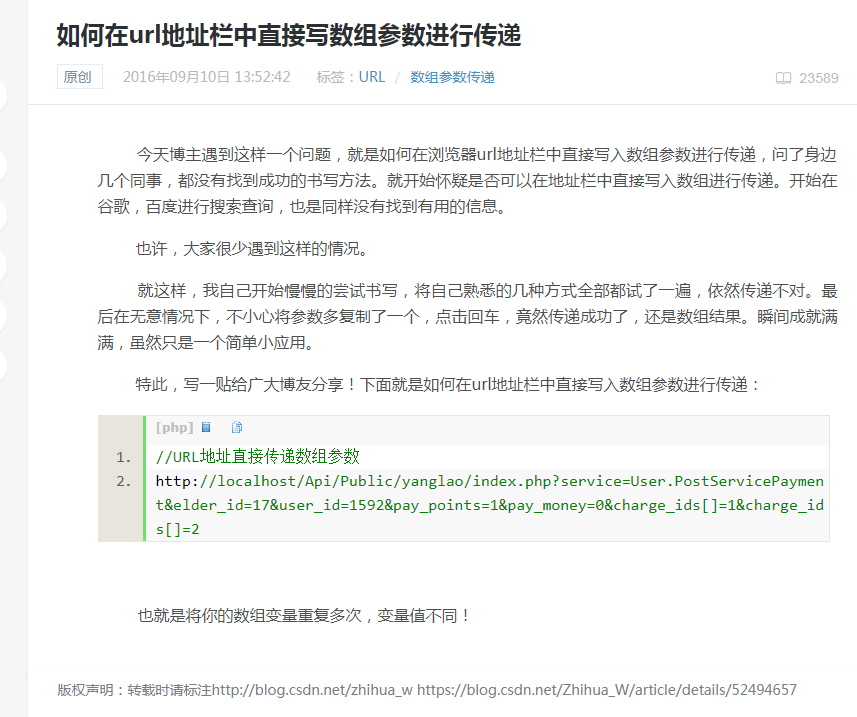 如何在url地址栏中直接写数组参数进行传递
原创 2016年09月10日 13:52:42 标签：URL / 数组参数传递 23589
今天博主遇到这样一个问题，就是如何在浏览器url地址栏中直接写入数组参数进行传递，问了身边
几个同事，都没有找到成功的书写方法。就开始怀疑是否可以在地址栏中直接写入数组进行传递。开始在
谷歌，百度进行搜索查询，也是同样没有找到有用的信息。
也许，大家很少遇到这样的情况。
就这样，我自己开始慢慢的尝试书写，将自己熟悉的几种方式全部都试了一遍，依然传递不对。最
后在无意情况下，不小心将参数多复制了一个，点击回车，竟然传递成功了，还是数组结果。瞬间成就满
满，虽然只是一个简单小应用。
特此，写一贴给广大博友分享！下面就是如何在url地址栏中直接写入数组参数进行传递：
[php]
1. //URL地址直接传递数组参数
2. http://localhost/Api/Public/yanglao/index.php?service=User.PostServicePaymen
t&elder_id=17&user_id=1592&pay_points=1&pay_money=0&charge_ids[]=1&charge_id
s[]=2
也就是将你的数组变量重复多次，变量值不同！
版权声明：转载时请标注http://blog.csdn.net/zhihua_w https://blog.csdn.net/Zhihua_W/article/details/52494657